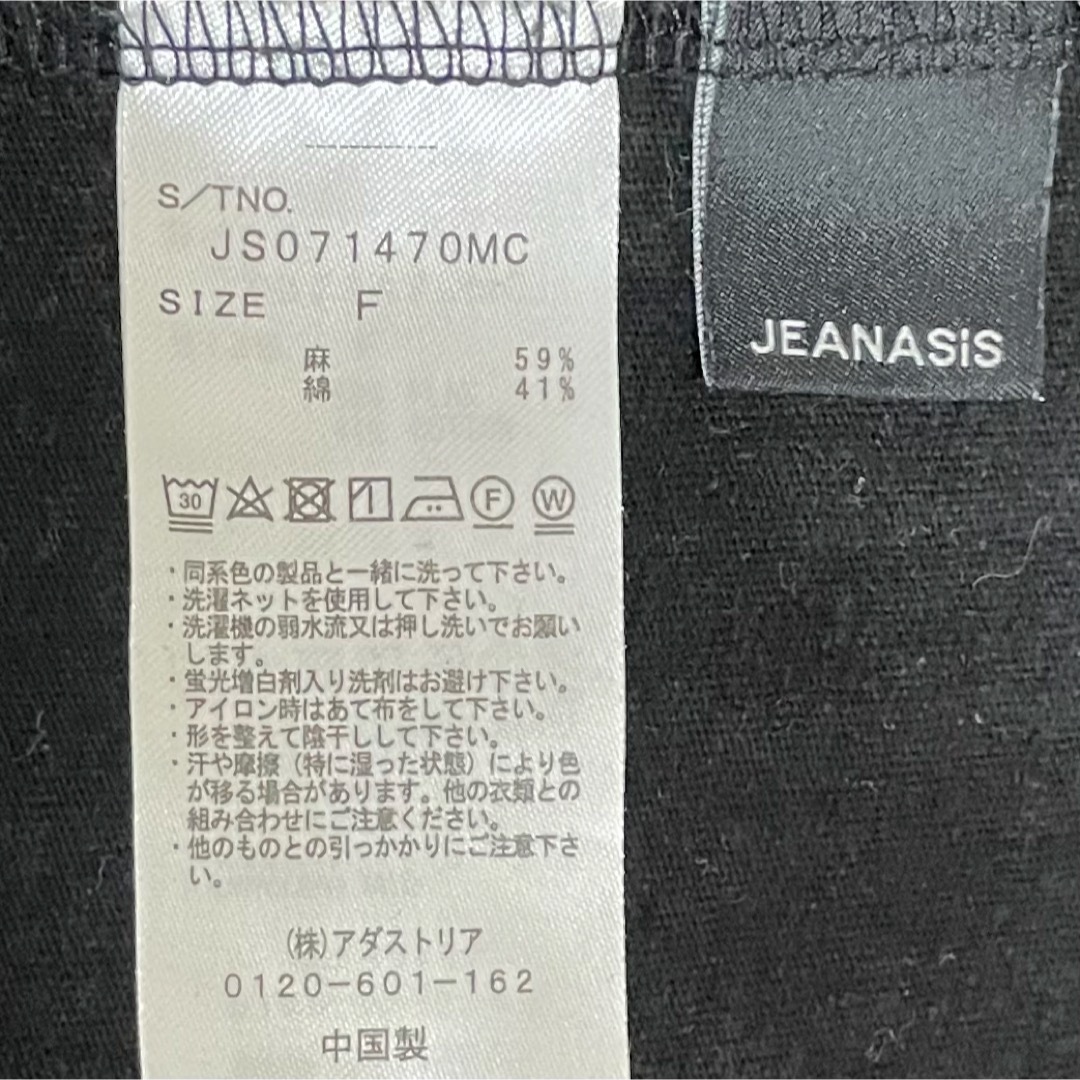 S/TNO.
JS071470MC
SIZE F
麻 59%
綿 41%
30 F W
・同系色の製品と一緒に洗って下さい。
・洗濯ネットを使用して下さい。
・洗濯機の弱水流又は押し洗いでお願い
します。
・蛍光増白剤入り洗剤はお避け下さい。
・アイロン時はあて布をして下さい。
・形を整えて陰干しして下さい。
・汗や摩擦（特に湿った状態）により色
が移る場合があります。他の衣類との
組み合わせにご注意ください。
・他のものとの引っかかりにご注意下さ
い。
(株)アダストリア
0120-601-162
中国製
JEANASiS